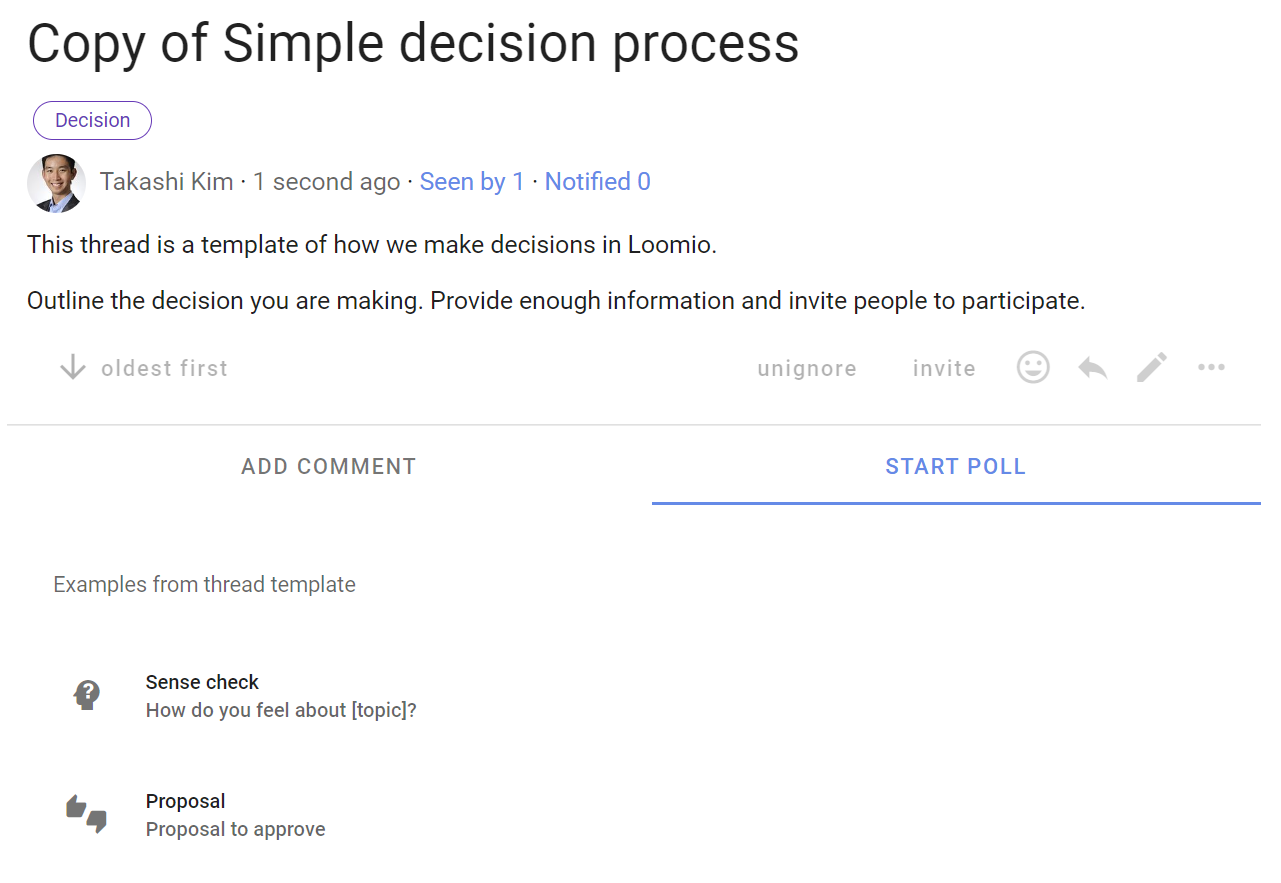 Copy of Simple decision process
Decision
Takashi Kim · 1 second ago · Seen by 1 · Notified 0
This thread is a template of how we make decisions in Loomio.
Outline the decision you are making. Provide enough information and invite people to participate.
oldest first unignore invite
ADD COMMENT START POLL
Examples from thread template
Sense check
How do you feel about [topic]?
Proposal
Proposal to approve